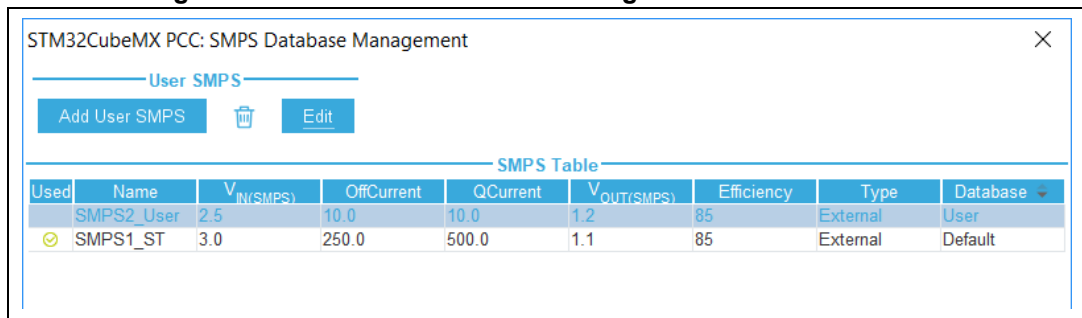 STM32CubeMX PCC: SMPS Database Management
User SMPS
Add User SMPS Edit
SMPS Table
Used Name VIN(SMPS) OffCurrent QCurrent VOUT(SMPS) Efficiency Type Database
SMPS2_User 2.5 10.0 10.0 1.2 85 External User
SMPS1_ST 3.0 250.0 500.0 1.1 85 External Default